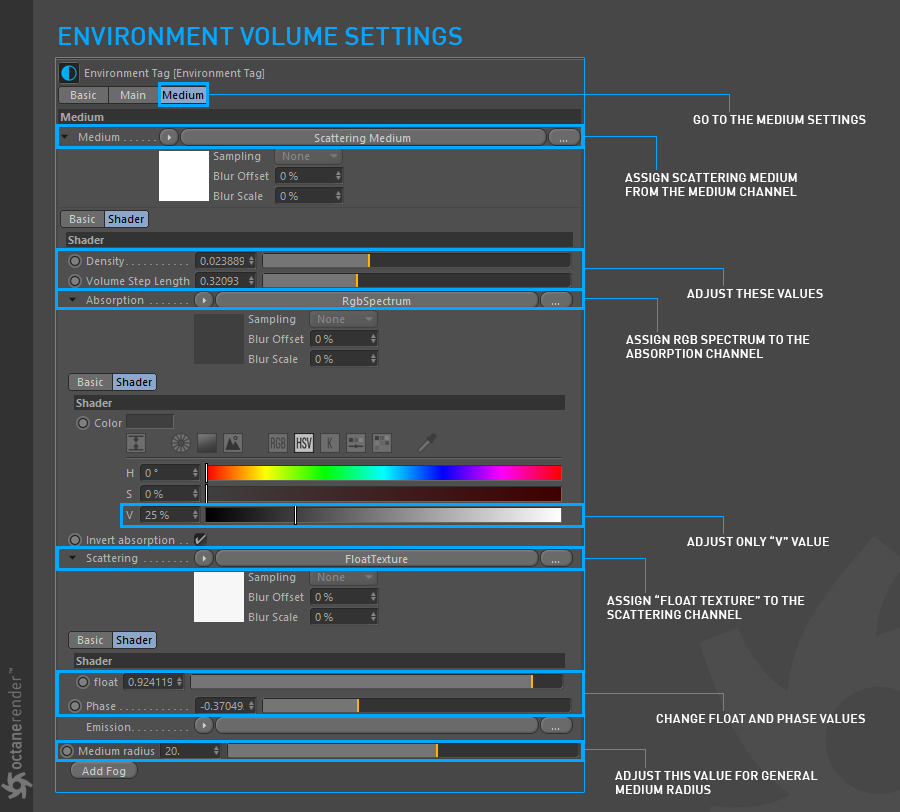 ENVIRONMENT VOLUME SETTINGS
Environment Tag [Environment Tag]
Basic Main Medium
GO TO THE MEDIUM SETTINGS
Medium
Medium . . . . . . Scattering Medium ...
Sampling None
Blur Offset 0 %
Blur Scale 0 %
ASSIGN SCATTERING MEDIUM
FROM THE MEDIUM CHANNEL
Basic Shader
Shader
Density. . . . . . . . . . . 0.023889
Volume Step Length 0.32093
ADJUST THESE VALUES
Absorption . . . . . . . RgbSpectrum ...
Sampling None
Blur Offset 0 %
Blur Scale 0 %
ASSIGN RGB SPECTRUM TO THE
ABSORPTION CHANNEL
Basic Shader
Shader
Color
RGB HSV K
H 0 °
S 0 %
V 25 %
ADJUST ONLY “V” VALUE
Invert absorption . . ✓
Scattering . . . . . . . . FloatTexture ...
Sampling None
Blur Offset 0 %
Blur Scale 0 %
ASSIGN “FLOAT TEXTURE” TO THE
SCATTERING CHANNEL
Basic Shader
Shader
float 0.924119
Phase . . . . . . . . . . . . -0.37049
CHANGE FLOAT AND PHASE VALUES
Emission. . . . . . . . . ...
Medium radius 20.
ADJUST THIS VALUE FOR GENERAL
MEDIUM RADIUS
Add Fog
octanerender™